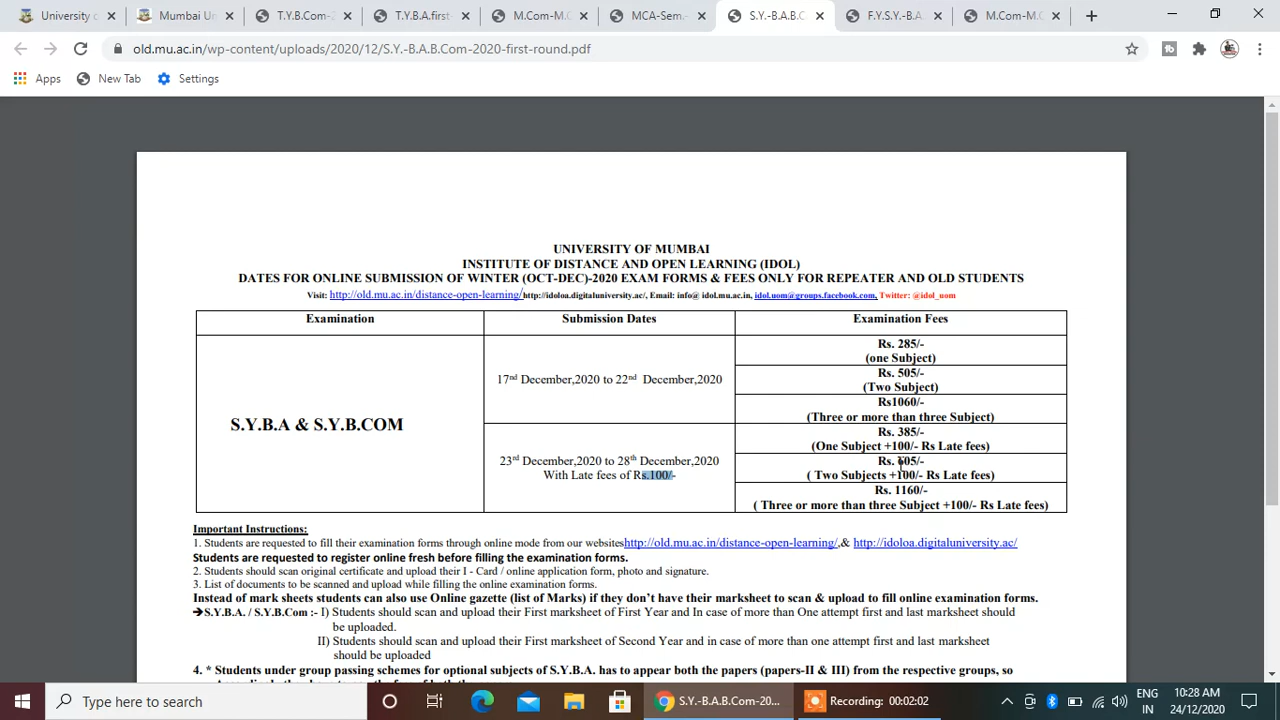 University c
Mumbai Un
T.Y.B.Com-2
T.Y.B.A.first-
M.Com-M.C
MCA-Sem.-
S.Y.-B.A.B.C
F.Y.S.Y.-B.A
M.Com-M.C
old.mu.ac.in/wp-content/uploads/2020/12/S.Y.-B.A.B.Com-2020-first-round.pdf
Apps New Tab Settings
UNIVERSITY OF MUMBAI
INSTITUTE OF DISTANCE AND OPEN LEARNING (IDOL)
DATES FOR ONLINE SUBMISSION OF WINTER (OCT-DEC)-2020 EXAM FORMS & FEES ONLY FOR REPEATER AND OLD STUDENTS
Visit: http://old.mu.ac.in/distance-open-learning/http://idoloa.digitaluniversity.ac/, Email: info@ idol.mu.ac.in, idol.uom@groups.facebook.com, Twitter: @idol_uom
Examination Submission Dates Examination Fees
S.Y.B.A & S.Y.B.COM
17nd December,2020 to 22nd December,2020
Rs. 285/-
(one Subject)
Rs. 505/-
(Two Subject)
Rs1060/-
(Three or more than three Subject)
23rd December,2020 to 28th December,2020
With Late fees of Rs.100/-
Rs. 385/-
(One Subject +100/- Rs Late fees)
Rs. 605/-
( Two Subjects +100/- Rs Late fees)
Rs. 1160/-
( Three or more than three Subject +100/- Rs Late fees)
Important Instructions:
1. Students are requested to fill their examination forms through online mode from our websiteshttp://old.mu.ac.in/distance-open-learning/,& http://idoloa.digitaluniversity.ac/
Students are requested to register online fresh before filling the examination forms.
2. Students should scan original certificate and upload their I - Card / online application form, photo and signature.
3. List of documents to be scanned and upload while filling the online examination forms.
Instead of mark sheets students can also use Online gazette (list of Marks) if they don't have their marksheet to scan & upload to fill online examination forms.
➔S.Y.B.A. / S.Y.B.Com :- I) Students should scan and upload their First marksheet of First Year and In case of more than One attempt first and last marksheet should
be uploaded.
II) Students should scan and upload their First marksheet of Second Year and in case of more than one attempt first and last marksheet
should be uploaded
4. * Students under group passing schemes for optional subjects of S.Y.B.A. has to appear both the papers (papers-II & III) from the respective groups, so
Type here to search
S.Y.-B.A.B.Com-20...
Recording: 00:02:02
ENG
IN
10:28 AM
24/12/2020